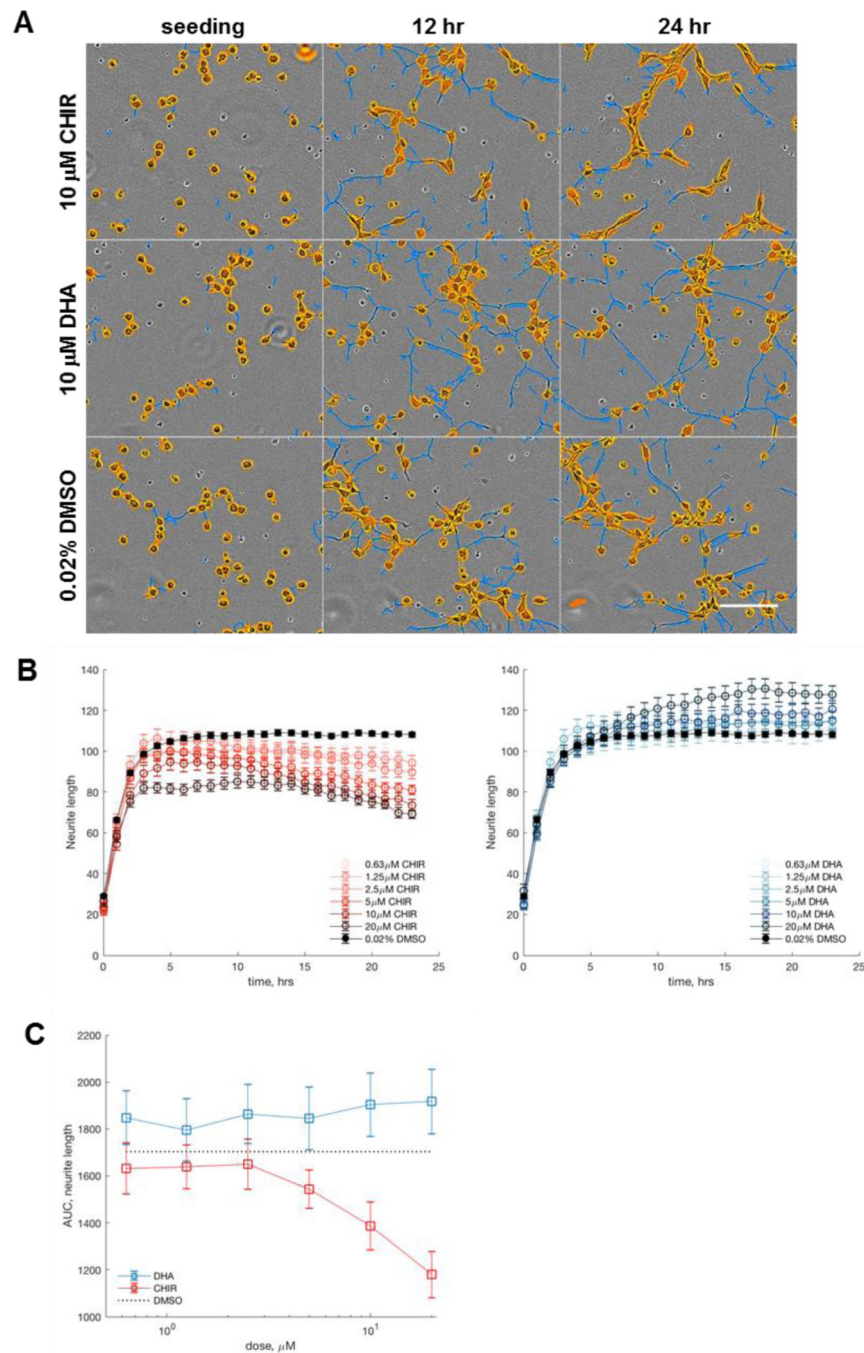 A
seeding 12 hr 24 hr
10 μM CHIR
10 μM DHA
0.02% DMSO
B
140
120
100
80
60
40
20
0
Neurite length
0.63μM CHIR
1.25μM CHIR
2.5μM CHIR
5μM CHIR
10μM CHIR
20μM CHIR
0.02% DMSO
0 5 10 15 20 25
time, hrs
140
120
100
80
60
40
20
0
Neurite length
0.63μM DHA
1.25μM DHA
2.5μM DHA
5μM DHA
10μM DHA
20μM DHA
0.02% DMSO
0 5 10 15 20 25
time, hrs
C
2200
2000
1800
1600
1400
1200
1000
AUC, neurite length
DHA
CHIR
DMSO
10⁰ 10¹
dose, μM